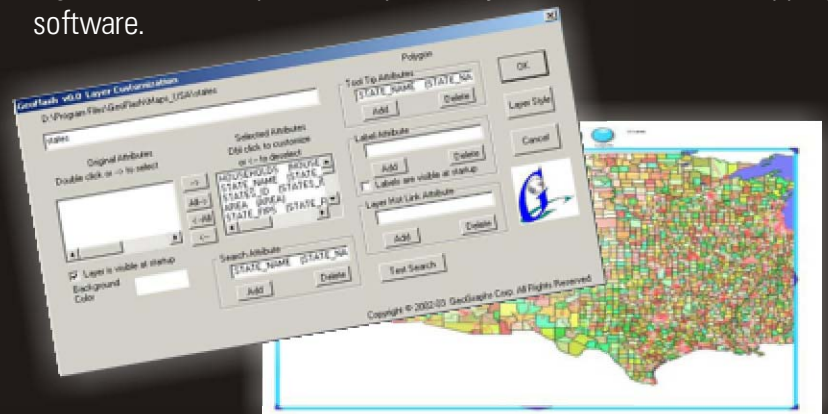 software.
GeoFlash v0.0 Layer Customization
D:\Program Files\GeoFlash\Maps_USA\states
states
Original Attributes
Double click or -> to select
->
All->
<-All
<-
Selected Attributes
Dbl click to customize
or <- to deselect
HOUSEHOLDS (HOUSE
STATE_NAME (STATE_
STATES_ID (STATES_I
AREA (AREA)
STATE_FIPS (STATE_F
Layer is visible at startup
Background
Color
Search Attribute
STATE_NAME (STATE_NA
Add
Delete
Polygon
Tool Tip Attributes
STATE_NAME (STATE_NA
Add
Delete
Label Attribute
Add
Delete
Labels are visible at startup
Layer Hot Link Attribute
Add
Delete
Test Search
OK
Layer Style
Cancel
Copyright © 2002-03 GeoGraphs Corp. All Rights Reserved